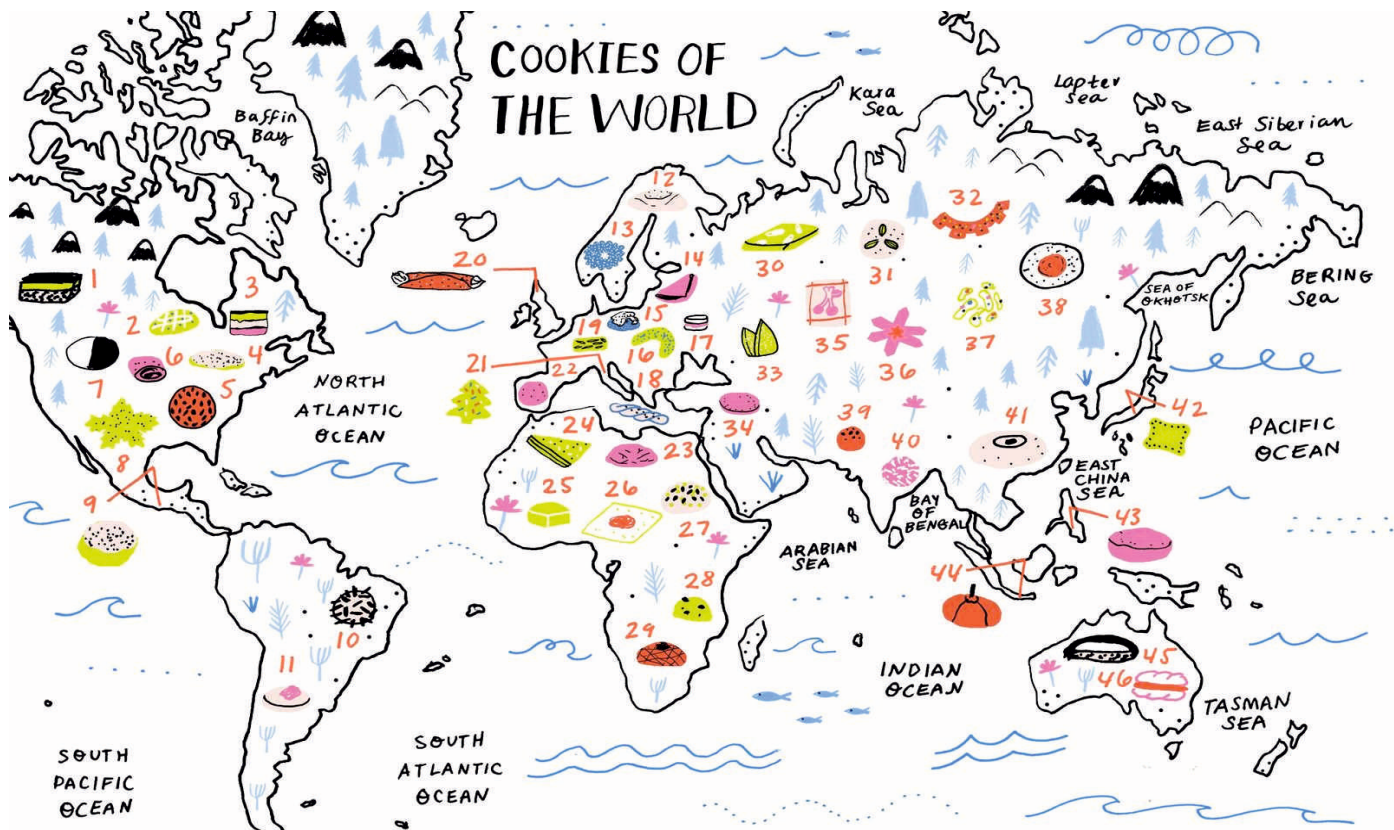 COOKIES OF
THE WORLD
Baffin
Bay
Kara
Sea
Lapter
Sea
East Siberian
Sea
BERING
Sea
SEA OF
OKHOTSK
NORTH
ATLANTIC
OCEAN
PACIFIC
OCEAN
EAST
CHINA
SEA
BAY
OF
BENGAL
ARABIAN
SEA
INDIAN
OCEAN
TASMAN
SEA
SOUTH
PACIFIC
OCEAN
SOUTH
ATLANTIC
OCEAN
1
2
3
4
5
6
7
8
9
10
11
12
13
14
15
16
17
18
19
20
21
22
23
24
25
26
27
28
29
30
31
32
33
34
35
36
37
38
39
40
41
42
43
44
45
46